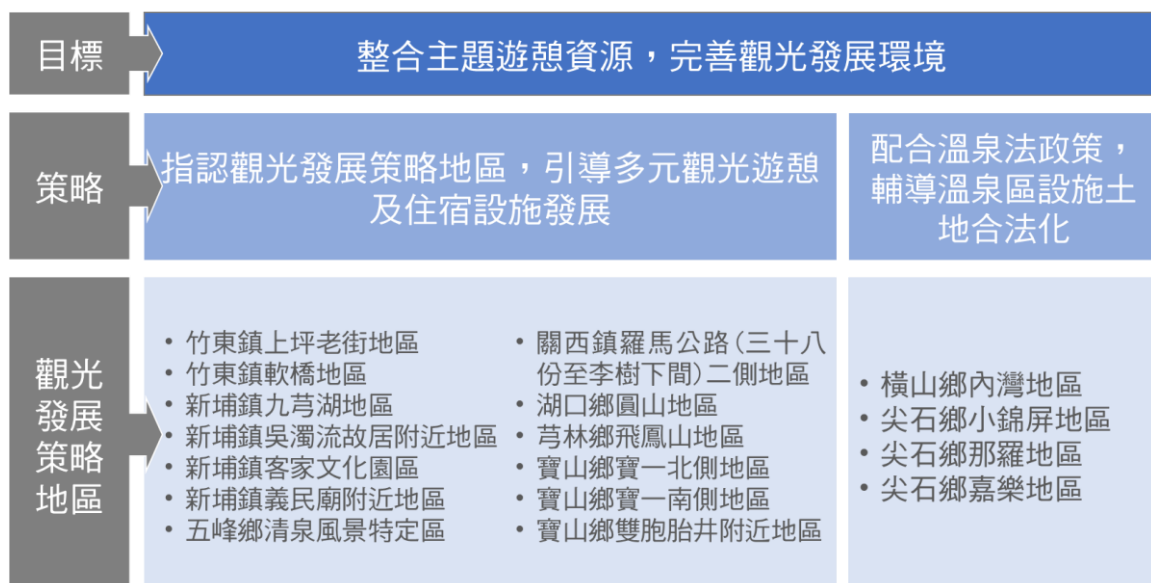 目標
整合主題遊憩資源，完善觀光發展環境
策略
指認觀光發展策略地區，引導多元觀光遊憩
及住宿設施發展
配合溫泉法政策，
輔導溫泉區設施土
地合法化
觀光
發展
策略
地區
• 竹東鎮上坪老街地區
• 竹東鎮軟橋地區
• 新埔鎮九芎湖地區
• 新埔鎮吳濁流故居附近地區
• 新埔鎮客家文化園區
• 新埔鎮義民廟附近地區
• 五峰鄉清泉風景特定區
• 關西鎮羅馬公路(三十八
份至李樹下間)二側地區
• 湖口鄉圓山地區
• 芎林鄉飛鳳山地區
• 寶山鄉寶一北側地區
• 寶山鄉寶一南側地區
• 寶山鄉雙胞胎井附近地區
• 橫山鄉內灣地區
• 尖石鄉小錦屏地區
• 尖石鄉那羅地區
• 尖石鄉嘉樂地區